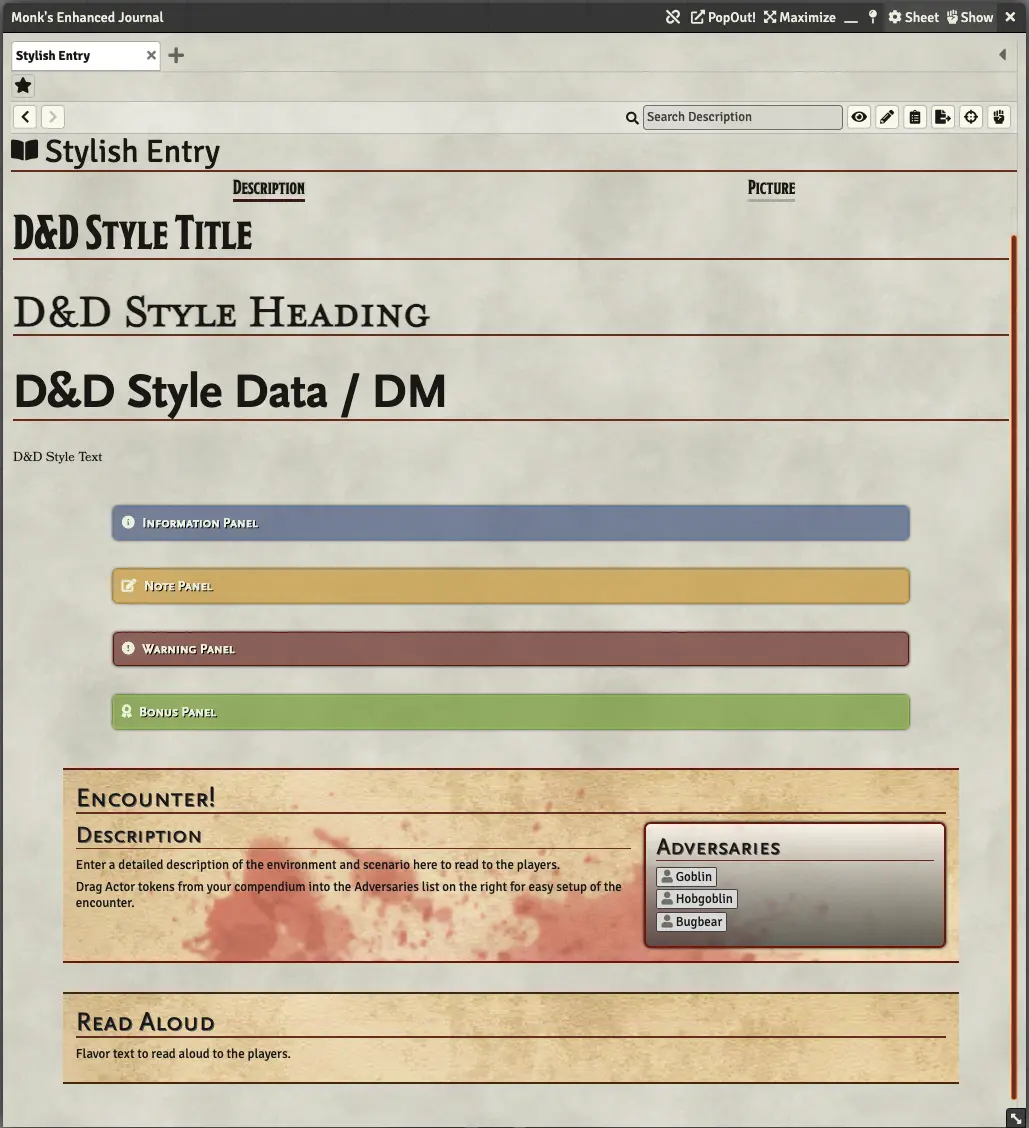 Monk's Enhanced Journal
PopOut! Maximize Sheet Show
Stylish Entry
Search Description
Stylish Entry
Description Picture
D&D Style Title
D&D Style Heading
D&D Style Data / DM
D&D Style Text
Information Panel
Note Panel
Warning Panel
Bonus Panel
Encounter!
Description
Enter a detailed description of the environment and scenario here to read to the players.
Drag Actor tokens from your compendium into the Adversaries list on the right for easy setup of the
encounter.
Adversaries
Goblin
Hobgoblin
Bugbear
Read Aloud
Flavor text to read aloud to the players.